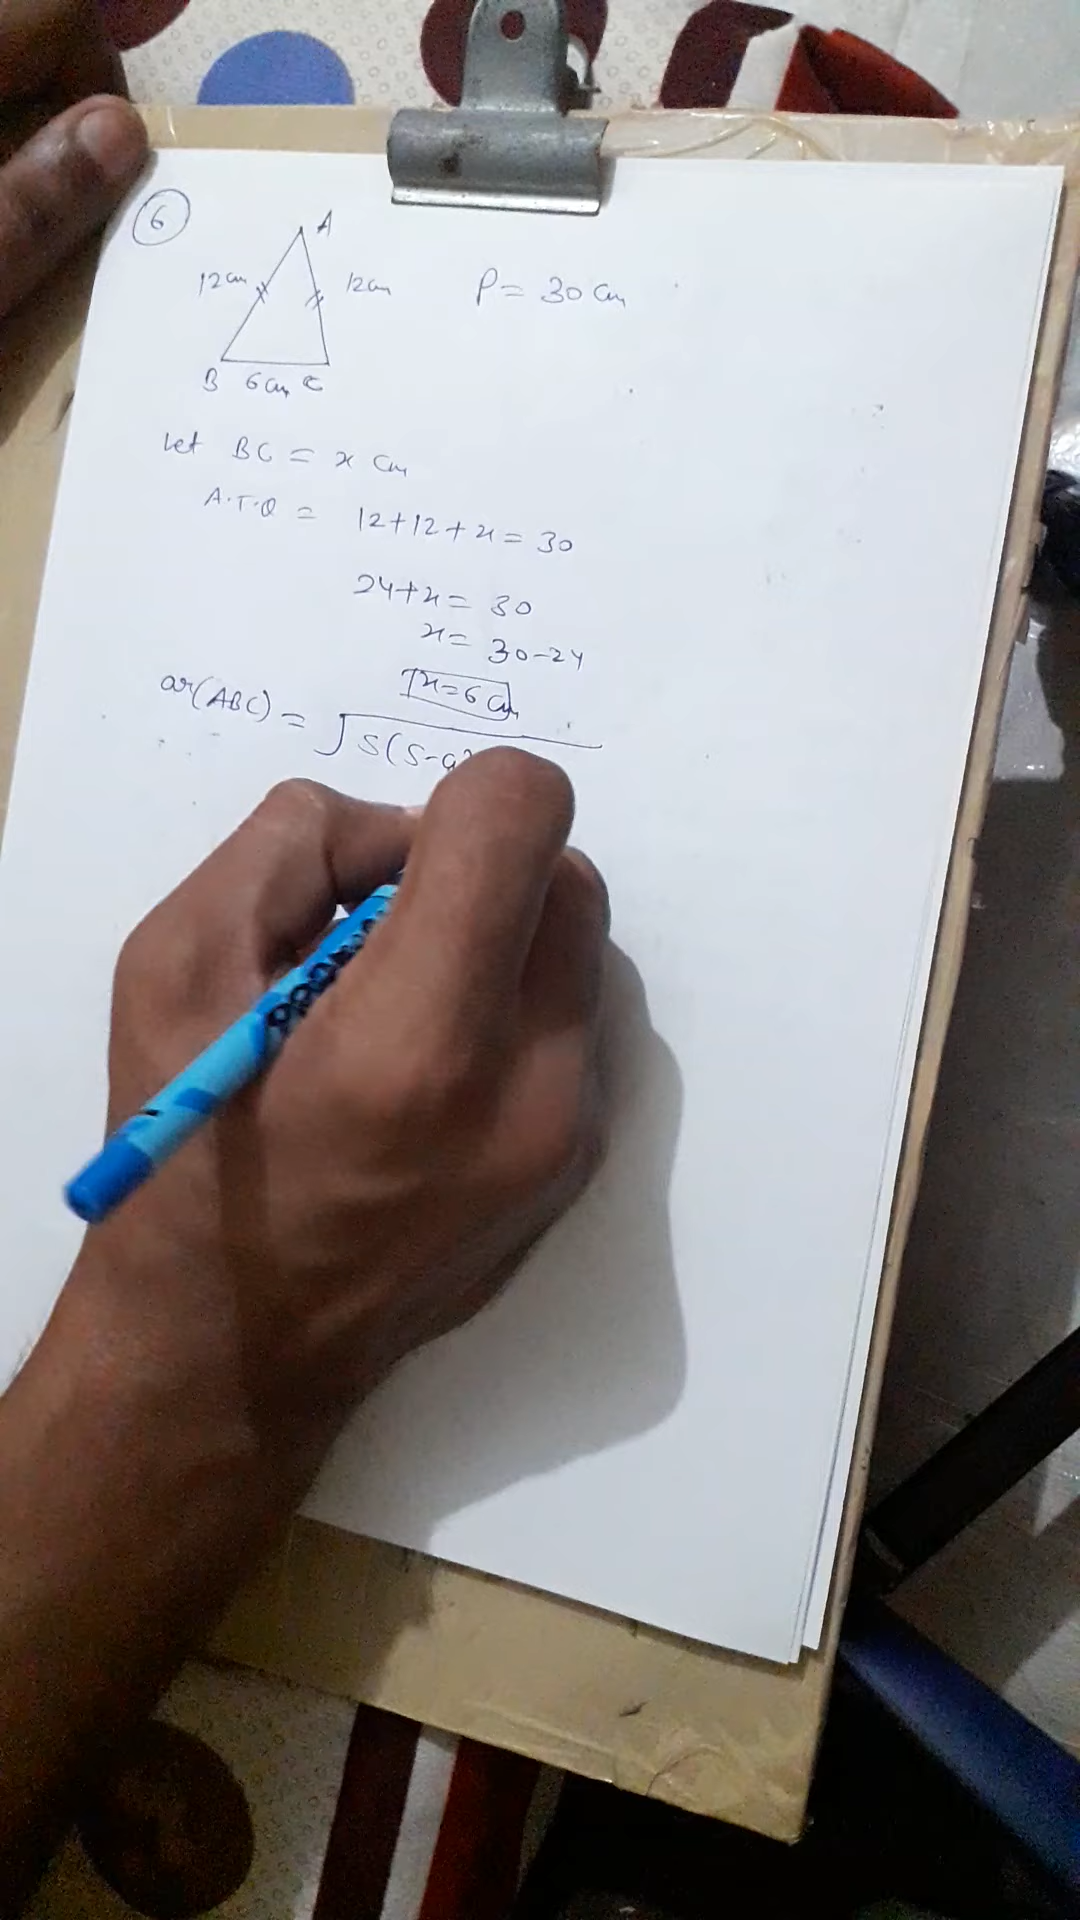 6
A
12cm 12cm P = 30 cm
B 6cm C
Let BC = x cm
A.T.Q = 12+12+x = 30
24+x = 30
x = 30-24
x=6 cm
ar(ABC) = √S(S-a)